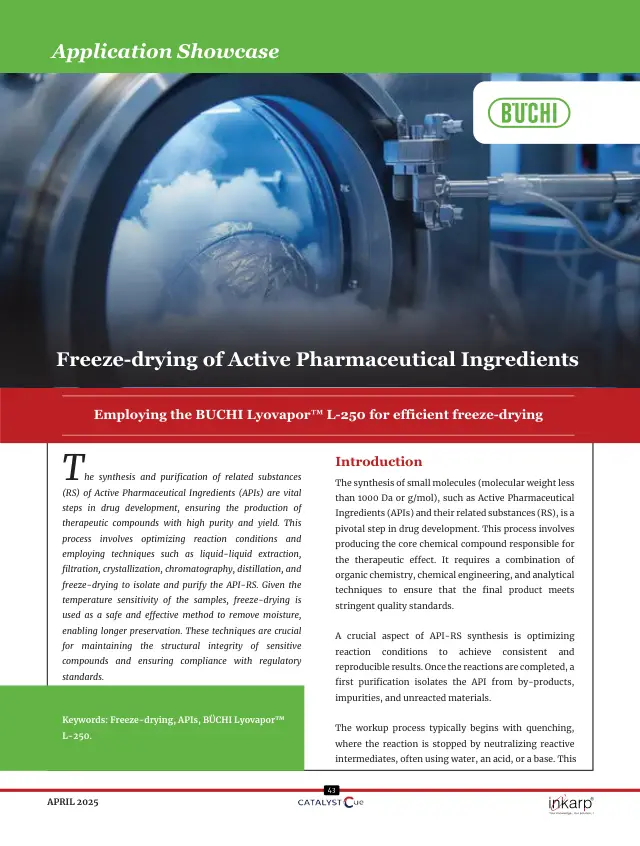 Application Showcase
BÜCHI
Freeze-drying of Active Pharmaceutical Ingredients
Employing the BUCHI Lyovapor™ L-250 for efficient freeze-drying
The synthesis and purification of related substances
(RS) of Active Pharmaceutical Ingredients (APIs) are vital
steps in drug development, ensuring the production of
therapeutic compounds with high purity and yield. This
process involves optimizing reaction conditions and
employing techniques such as liquid-liquid extraction,
filtration, crystallization, chromatography, distillation, and
freeze-drying to isolate and purify the API-RS. Given the
temperature sensitivity of the samples, freeze-drying is
used as a safe and effective method to remove moisture,
enabling longer preservation. These techniques are crucial
for maintaining the structural integrity of sensitive
compounds and ensuring compliance with regulatory
standards.
Keywords: Freeze-drying, APIs, BÜCHI Lyovapor™
L-250.
Introduction
The synthesis of small molecules (molecular weight less
than 1000 Da or g/mol), such as Active Pharmaceutical
Ingredients (APIs) and their related substances (RS), is a
pivotal step in drug development. This process involves
producing the core chemical compound responsible for
the therapeutic effect. It requires a combination of
organic chemistry, chemical engineering, and analytical
techniques to ensure that the final product meets
stringent quality standards.
A crucial aspect of API-RS synthesis is optimizing
reaction conditions to achieve consistent and
reproducible results. Once the reactions are completed, a
first purification isolates the API from by-products,
impurities, and unreacted materials.
The workup process typically begins with quenching,
where the reaction is stopped by neutralizing reactive
intermediates, often using water, an acid, or a base. This
43
APRIL 2025
CATALYST Cue
inkarp®